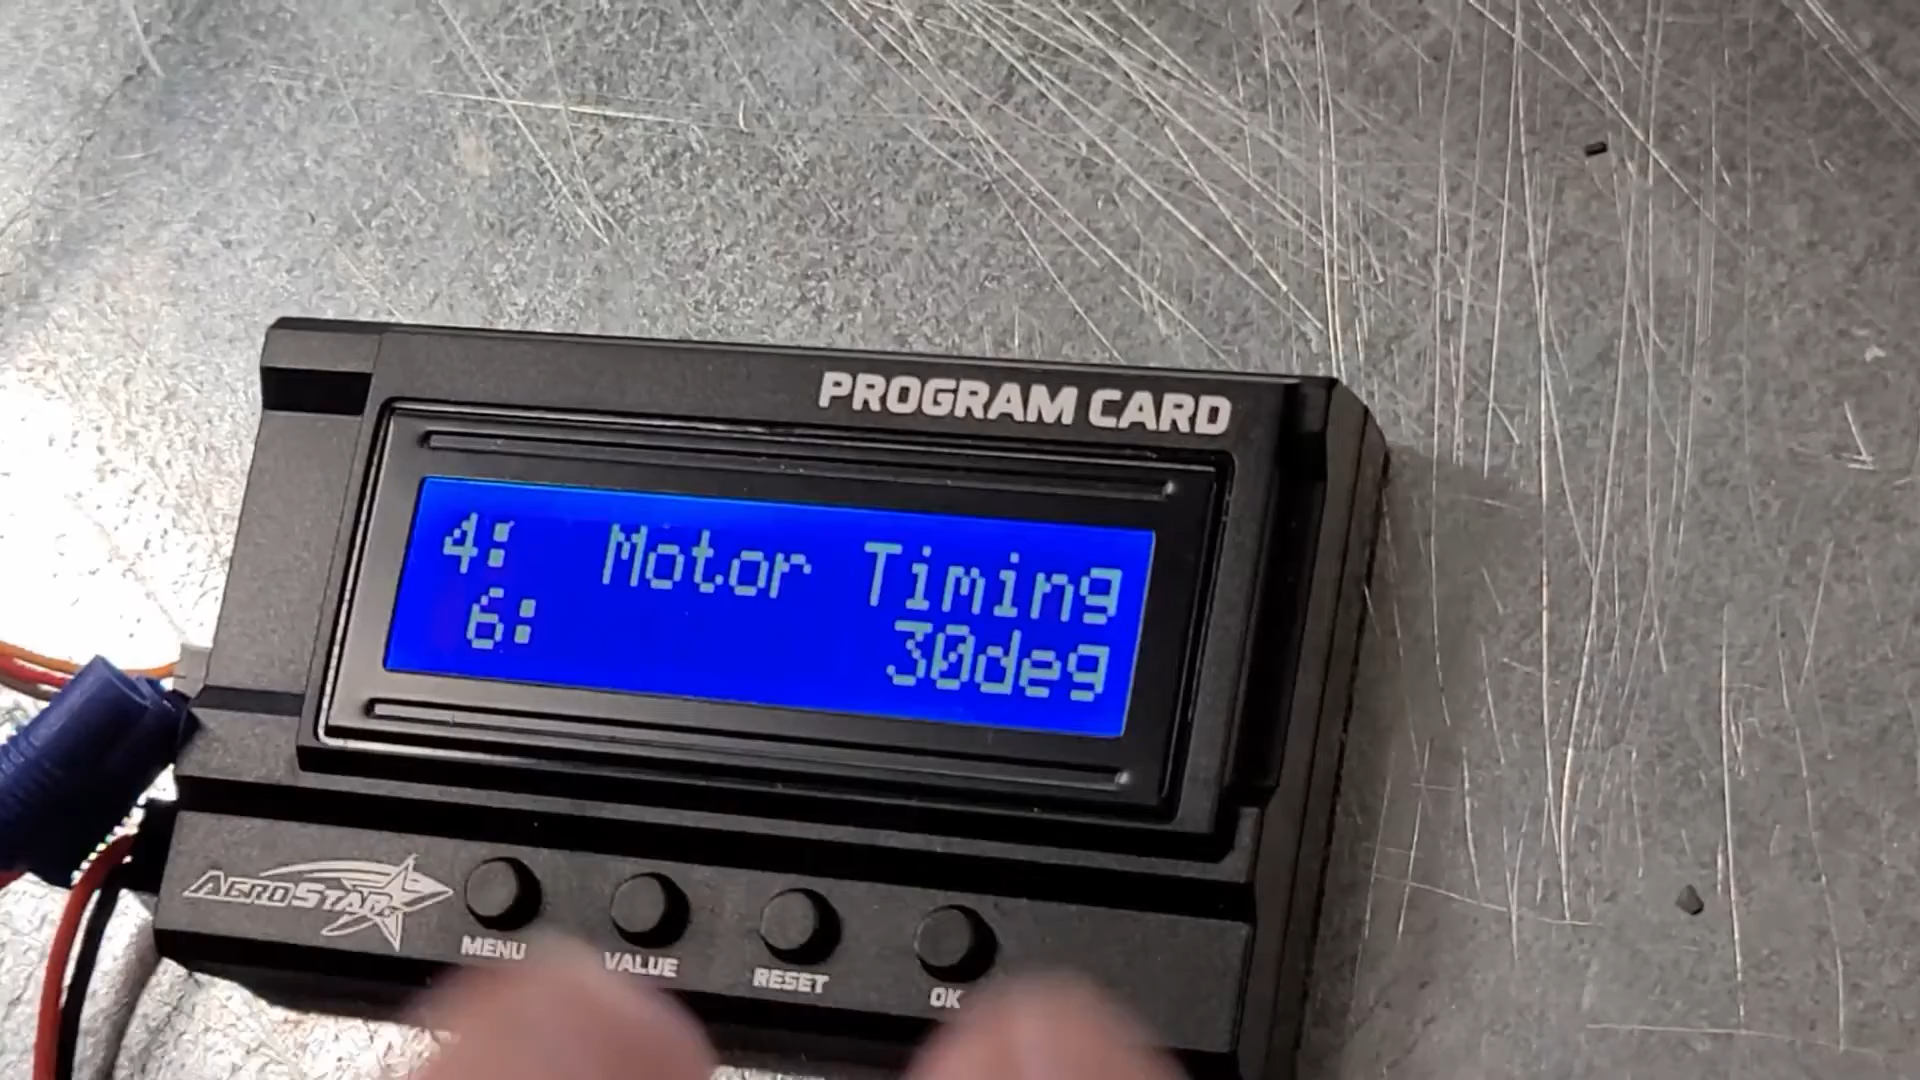 PROGRAM CARD
4: Motor Timing
6: 30deg
AEROSTAR
MENU
VALUE
RESET
OK